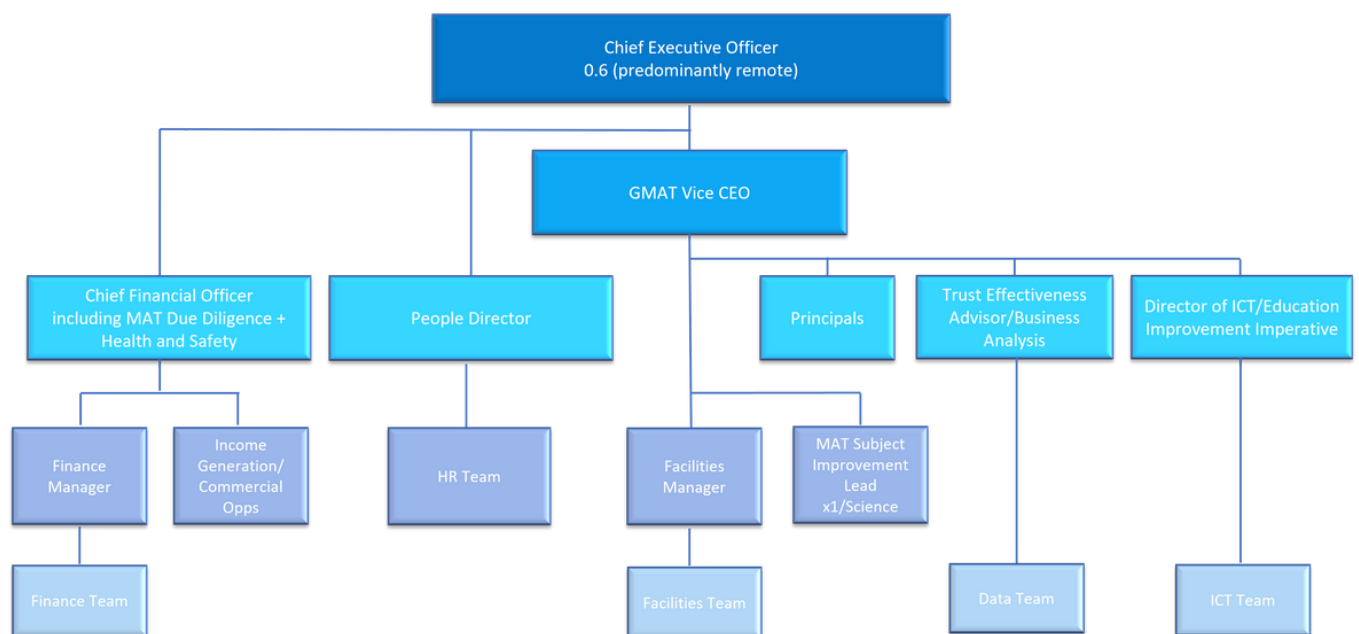 Chief Executive Officer
0.6 (predominantly remote)
GMAT Vice CEO
Chief Financial Officer
including MAT Due Diligence +
Health and Safety
People Director
Principals
Trust Effectiveness
Advisor/Business
Analysis
Director of ICT/Education
Improvement Imperative
Finance
Manager
Income
Generation/
Commercial
Opps
HR Team
Facilities
Manager
MAT Subject
Improvement
Lead
x1/Science
Finance Team
Facilities Team
Data Team
ICT Team